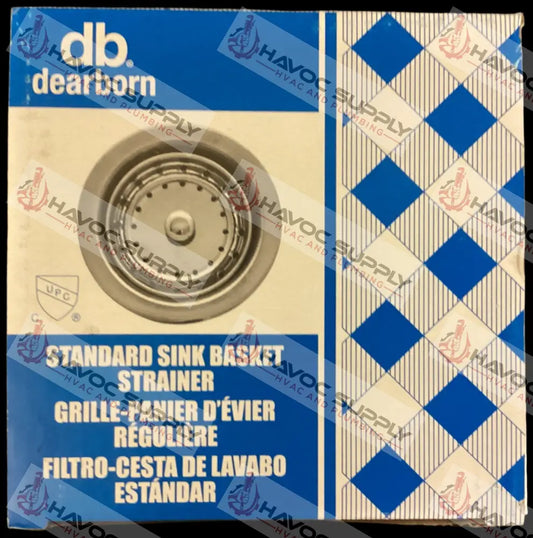 db.
dearborn
UPC
STANDARD SINK BASKET
STRAINER
GRILLE-PANIER D'ÉVIER
RÉGULIÈRE
FILTRO-CESTA DE LAVABO
ESTÁNDAR
HAVOC SUPPLY
HVAC AND PLUMBING